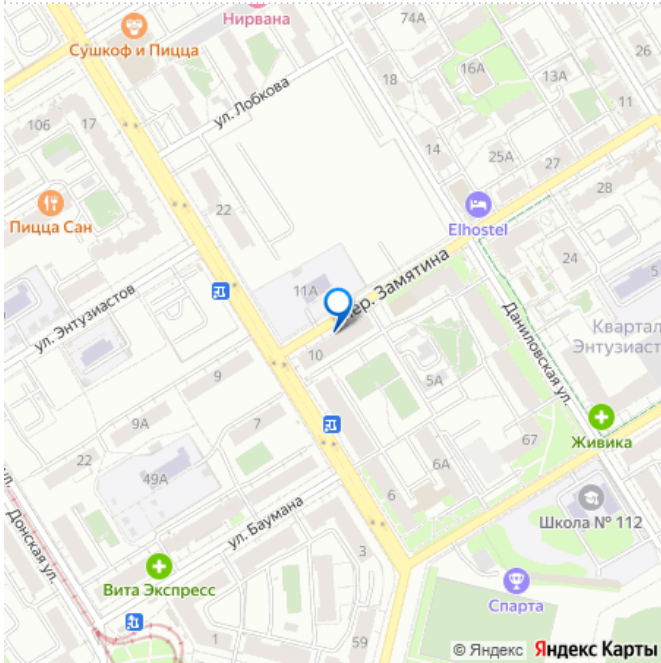 Нирвана
74А
Сушкоф и Пицца
16А
13А
26
18
11
ул. Лобкова
106
17
14
25А
27
28
22
Пицца Сан
Elhostel
24
пер. Замятина
11А
ул. Энтузиастов
Даниловская ул.
Квартал
Энтузиаст
10
5А
9
9А
7
Живика
67
22
49А
6А
6
Школа № 112
ул.
Донская ул.
ул. Баумана
3
Вита Экспресс
Спарта
1
59
© Яндекс Яндекс Карты